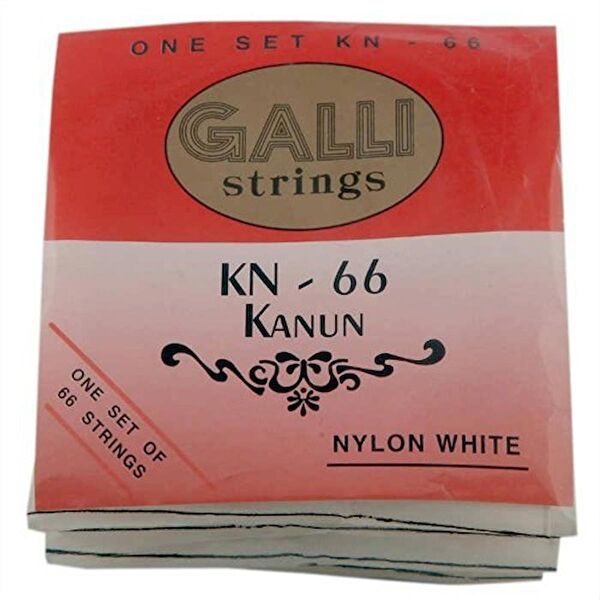 ONE SET KN - 66
GALLI
strings
KN - 66
KANUN
ONE SET OF
66 STRINGS
NYLON WHITE